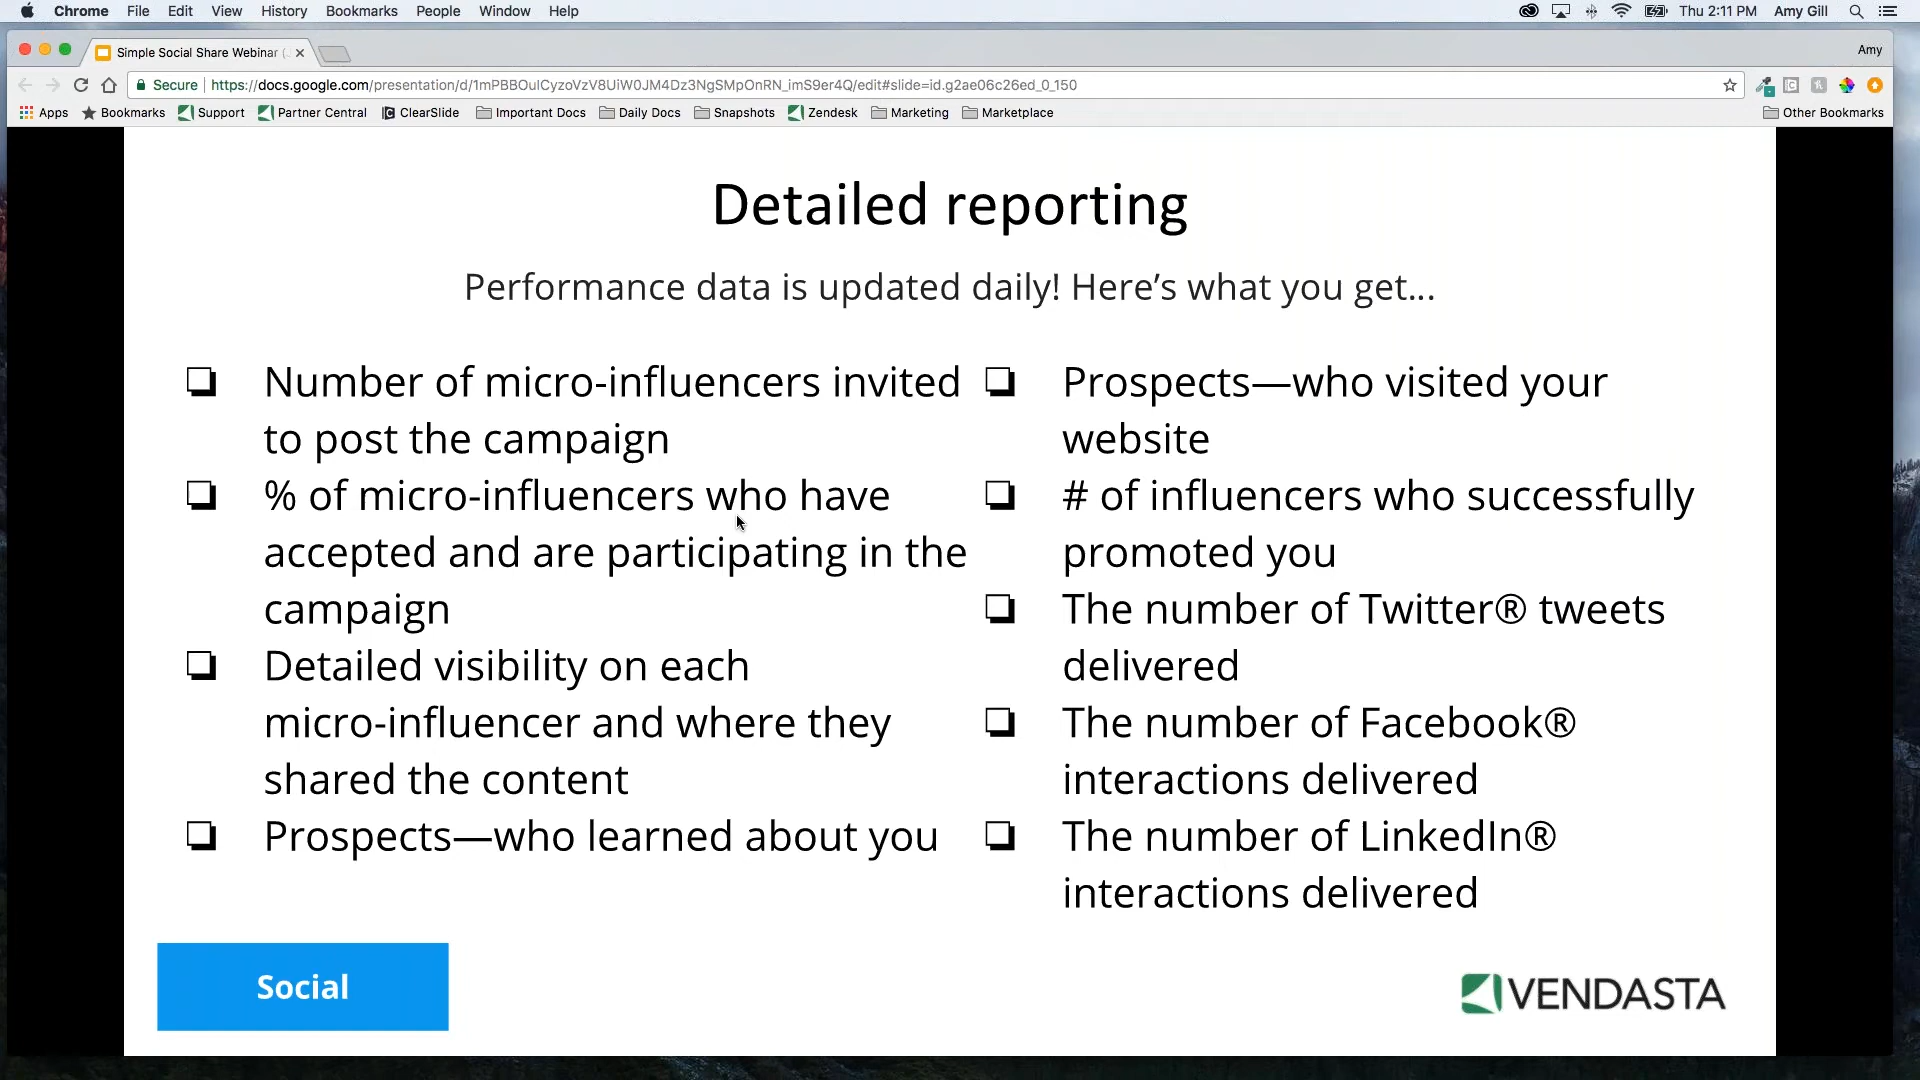 Chrome File Edit View History Bookmarks People Window Help Thu 2:11 PM Amy Gill
Simple Social Share Webinar ( Amy
Secure https://docs.google.com/presentation/d/1mPBBOulCyzoVzV8UiW0JM4Dz3NgSMpOnRN_imS9er4Q/edit#slide=id.g2ae06c26ed_0_150
Apps Bookmarks Support Partner Central ClearSlide Important Docs Daily Docs Snapshots Zendesk Marketing Marketplace Other Bookmarks
Detailed reporting
Performance data is updated daily! Here’s what you get...
Number of micro-influencers invited
to post the campaign
% of micro-influencers who have
accepted and are participating in the
campaign
Detailed visibility on each
micro-influencer and where they
shared the content
Prospects—who learned about you
Prospects—who visited your
website
# of influencers who successfully
promoted you
The number of Twitter® tweets
delivered
The number of Facebook®
interactions delivered
The number of LinkedIn®
interactions delivered
Social
VENDASTA